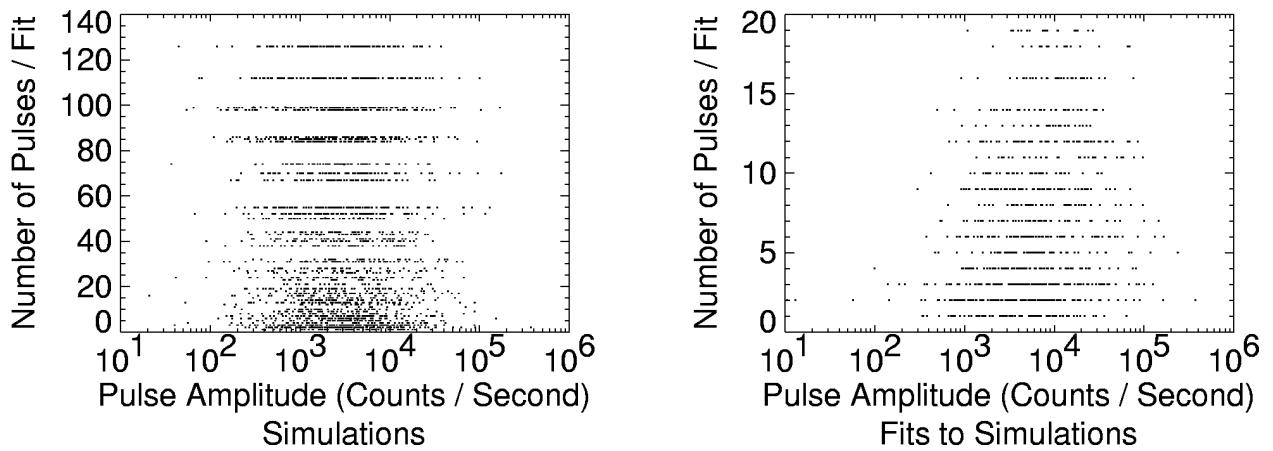 Number of Pulses / Fit
140
120
100
80
60
40
20
0
10^1 10^2 10^3 10^4 10^5 10^6
Pulse Amplitude (Counts / Second)
Simulations
Number of Pulses / Fit
20
15
10
5
0
10^1 10^2 10^3 10^4 10^5 10^6
Pulse Amplitude (Counts / Second)
Fits to Simulations